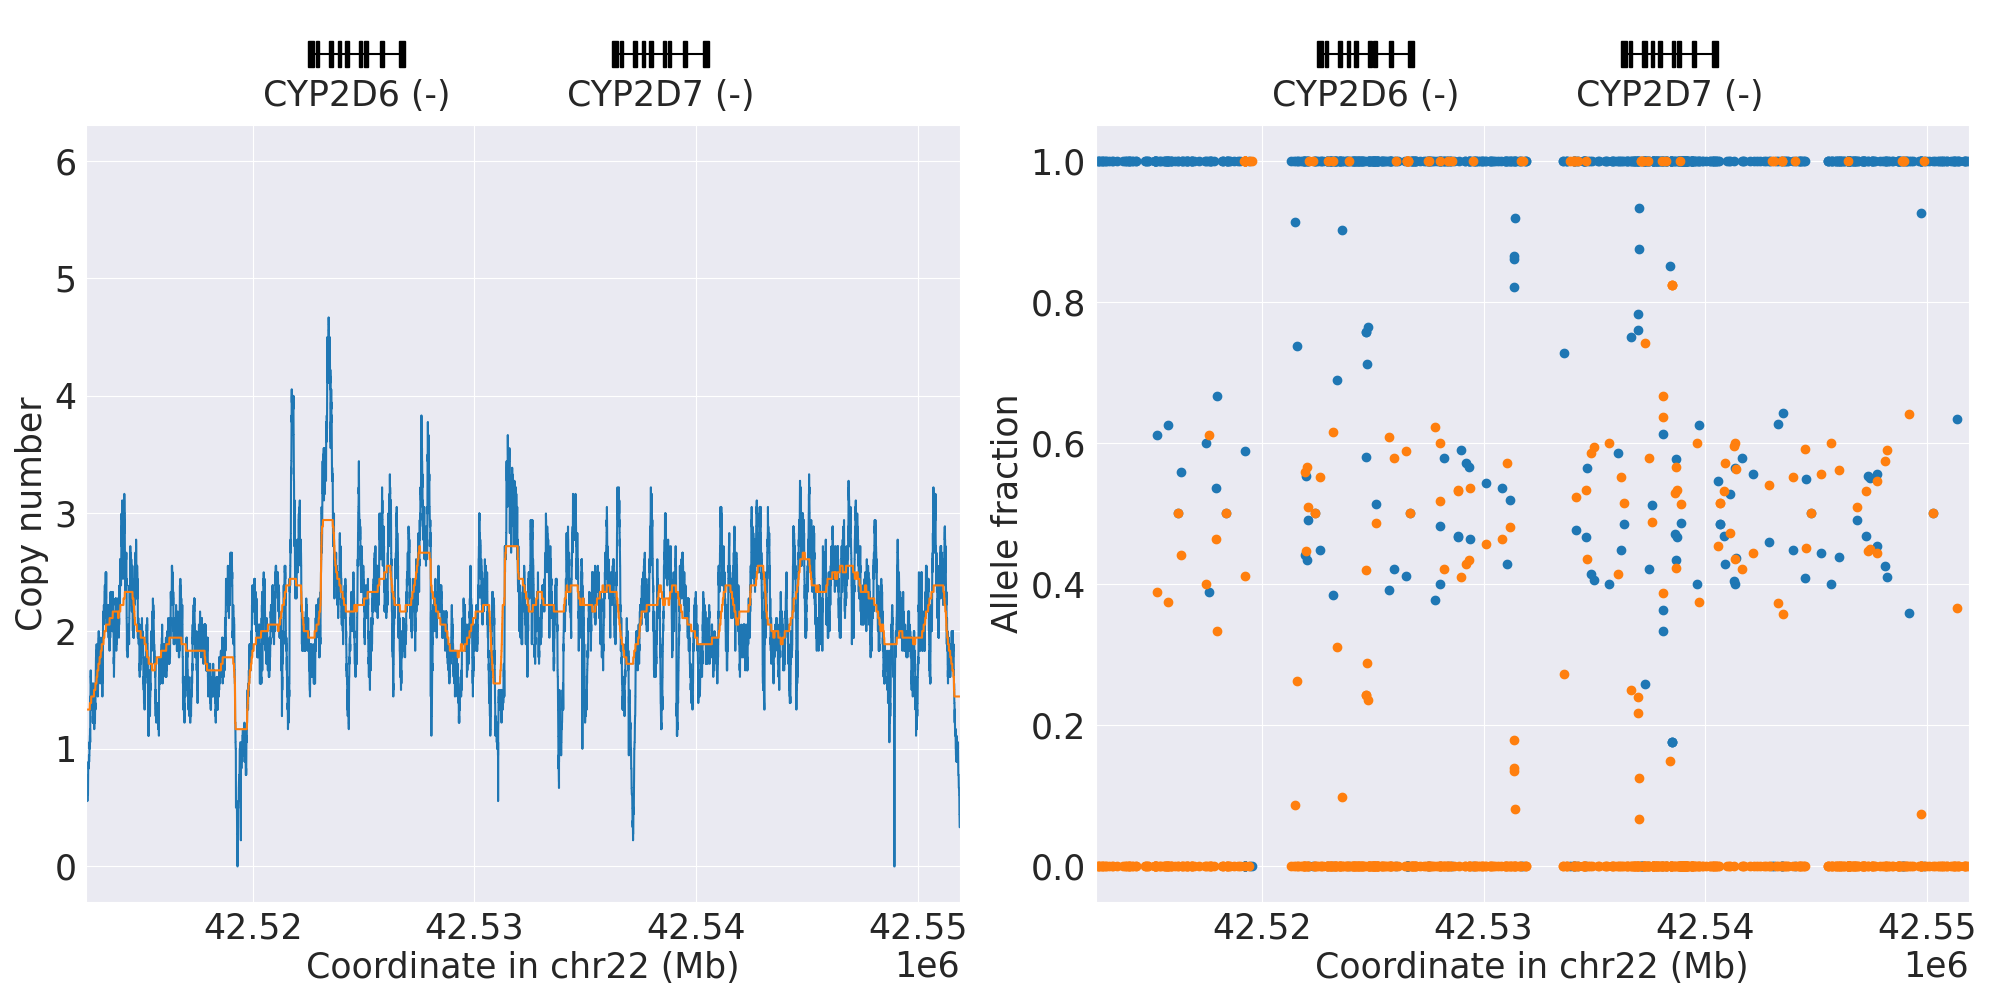 CYP2D6 (-) CYP2D7 (-)
Copy number
6
5
4
3
2
1
0
42.52 42.53 42.54 42.55
Coordinate in chr22 (Mb) 1e6
CYP2D6 (-) CYP2D7 (-)
Allele fraction
1.0
0.8
0.6
0.4
0.2
0.0
42.52 42.53 42.54 42.55
Coordinate in chr22 (Mb) 1e6